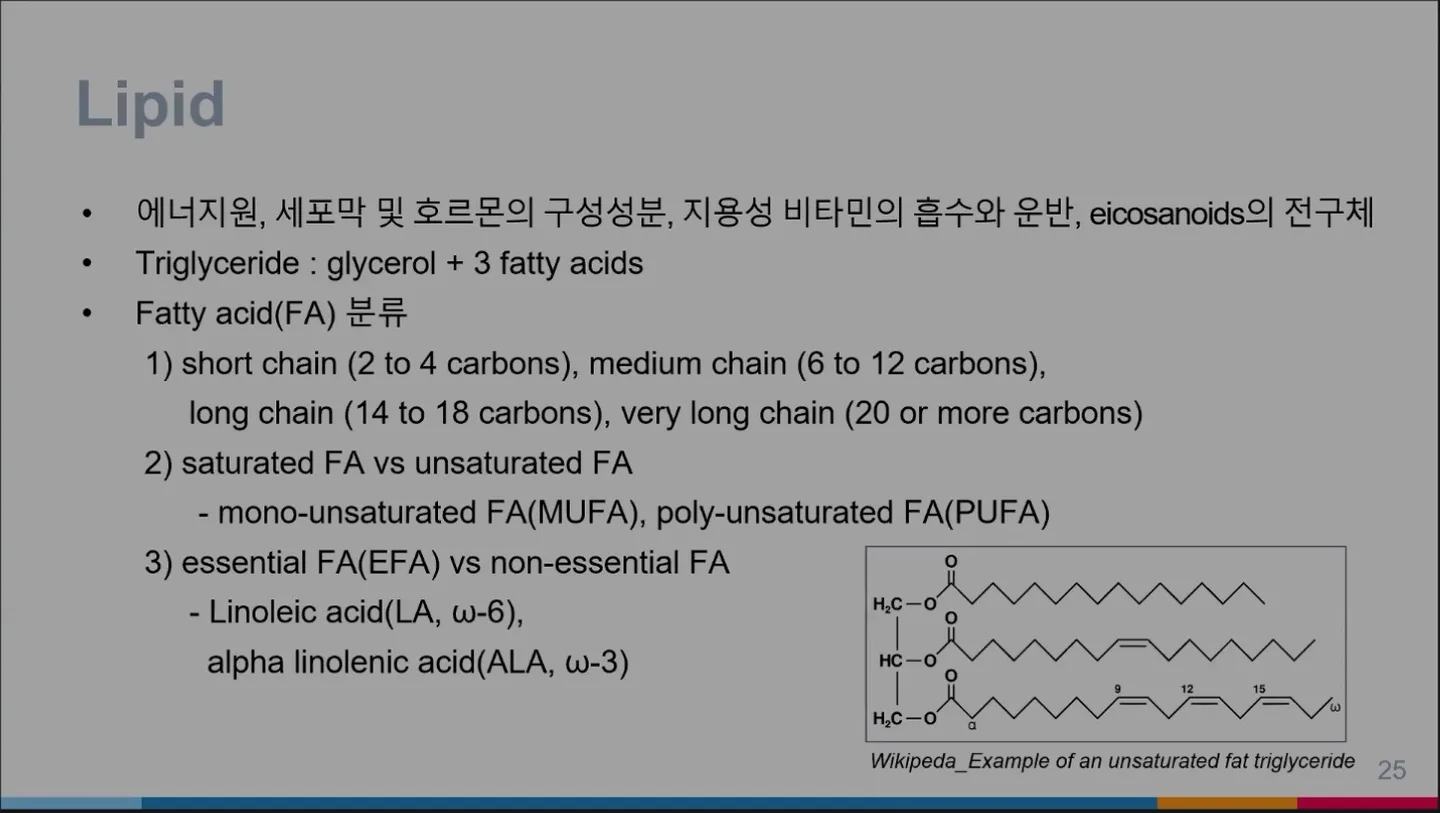 Lipid
• 에너지원, 세포막 및 호르몬의 구성성분, 지용성 비타민의 흡수와 운반, eicosanoids의 전구체
• Triglyceride : glycerol + 3 fatty acids
• Fatty acid(FA) 분류
1) short chain (2 to 4 carbons), medium chain (6 to 12 carbons),
long chain (14 to 18 carbons), very long chain (20 or more carbons)
2) saturated FA vs unsaturated FA
- mono-unsaturated FA(MUFA), poly-unsaturated FA(PUFA)
3) essential FA(EFA) vs non-essential FA
- Linoleic acid(LA, ω-6),
alpha linolenic acid(ALA, ω-3)
O
H₂C—O
O
HC—O
O
9 12 15
H₂C—O
α
ω
Wikipeda_Example of an unsaturated fat triglyceride
25